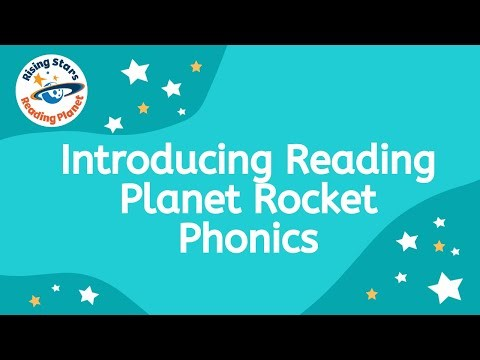 Rising Stars
Reading Planet
Introducing Reading
Planet Rocket
Phonics